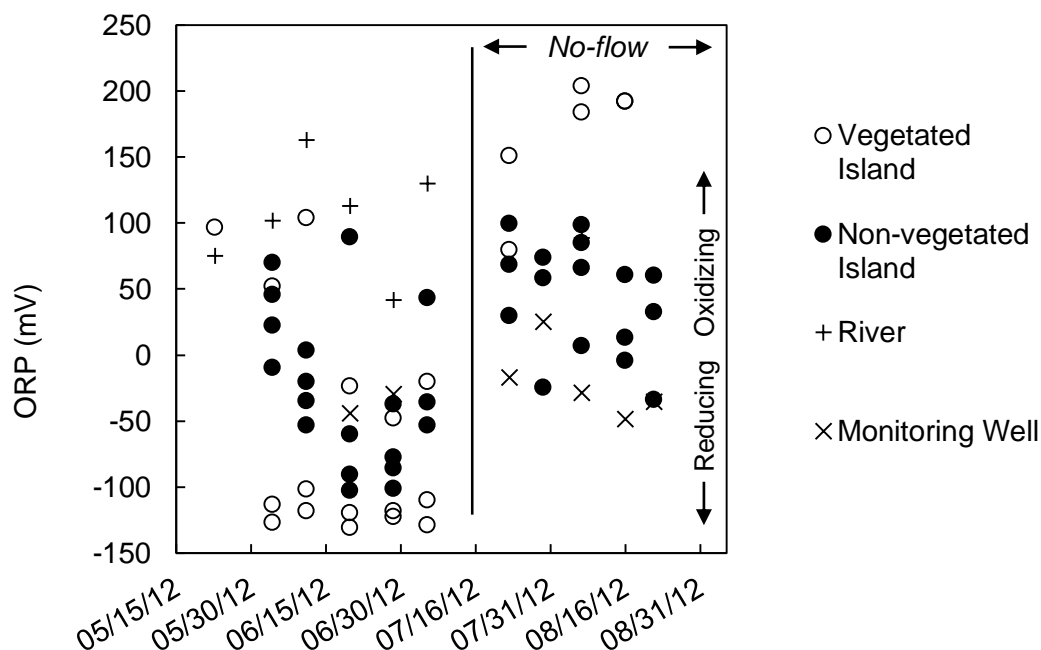 ORP (mV)
250
200
150
100
50
0
-50
-100
-150
05/15/12
05/30/12
06/15/12
06/30/12
07/16/12
07/31/12
08/16/12
08/31/12
No-flow
Reducing Oxidizing
Vegetated
Island
Non-vegetated
Island
River
Monitoring Well